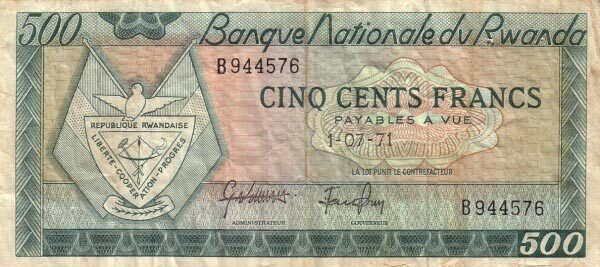 500
Banque Nationale du Rwanda
B944576
CINQ CENTS FRANCS
PAYABLES A VUE
1-07-71
LA LOI PUNIT LE CONTREFACTEUR
REPUBLIQUE RWANDAISE
LIBERTE-COOPERATION-PROGRES
ADMINISTRATEUR
GOUVERNEUR
B944576
500